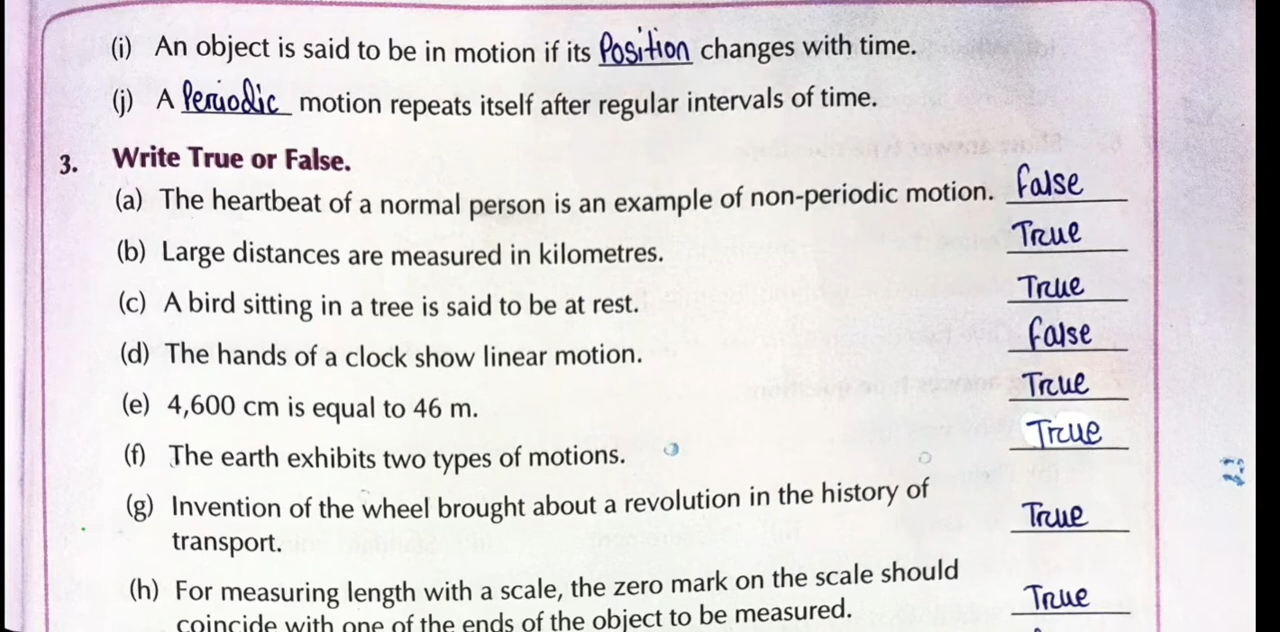 (i) An object is said to be in motion if its Position changes with time.
(j) A Periodic motion repeats itself after regular intervals of time.
3. Write True or False.
(a) The heartbeat of a normal person is an example of non-periodic motion. False
(b) Large distances are measured in kilometres. True
(c) A bird sitting in a tree is said to be at rest. True
(d) The hands of a clock show linear motion. False
(e) 4,600 cm is equal to 46 m. True
(f) The earth exhibits two types of motions. True
(g) Invention of the wheel brought about a revolution in the history of
transport. True
(h) For measuring length with a scale, the zero mark on the scale should
coincide with one of the ends of the object to be measured. True